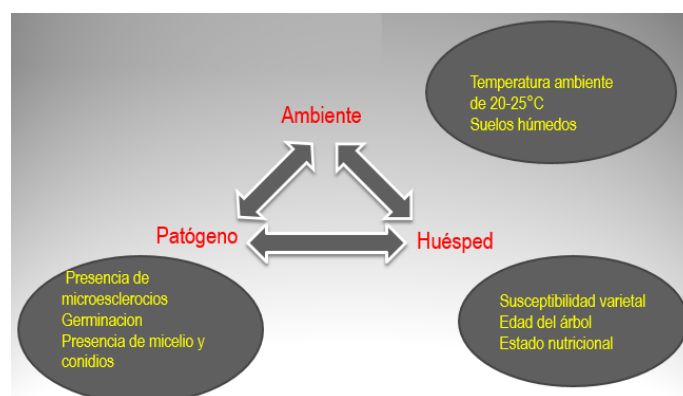 Temperatura ambiente
de 20-25°C
Suelos húmedos
Ambiente
Patógeno
Huésped
Presencia de
microesclerocios
Germinacion
Presencia de micelio y
conidios
Susceptibilidad varietal
Edad del árbol
Estado nutricional